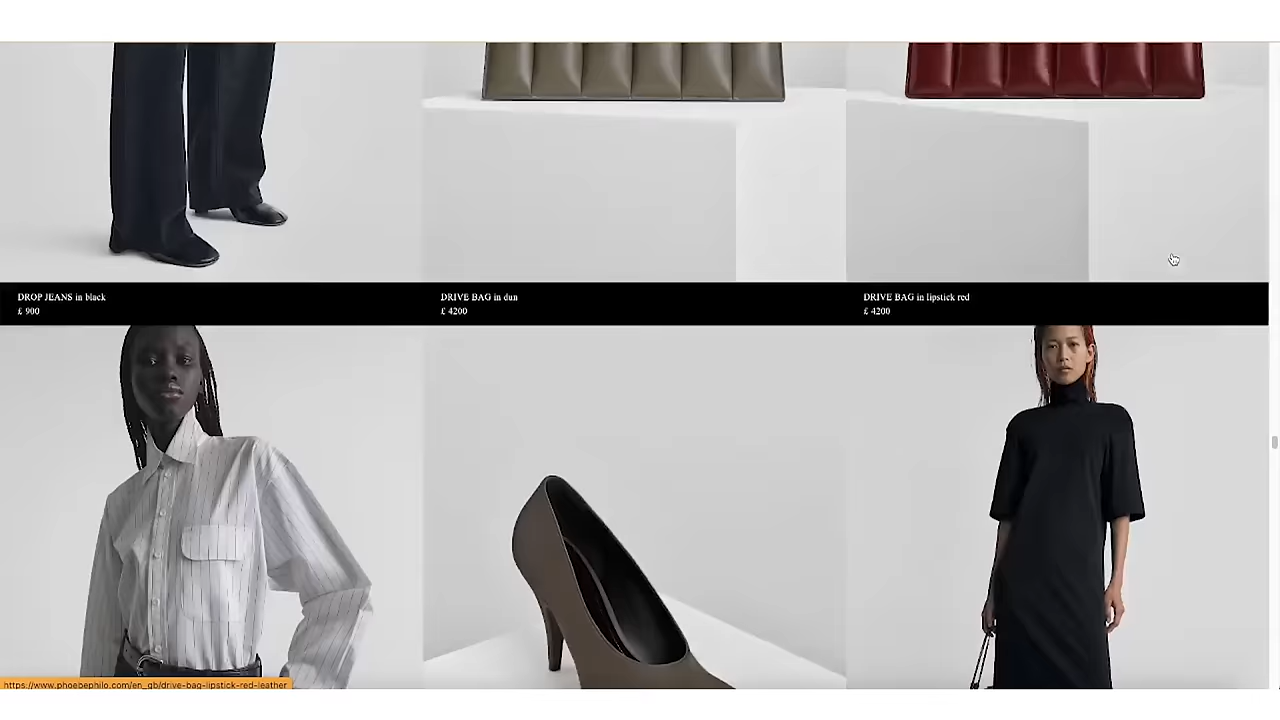 DROP JEANS in black
£ 900
DRIVE BAG in dun
£ 4200
DRIVE BAG in lipstick red
£ 4200
https://www.phoebephilo.com/en_gb/drive-bag-lipstick-red-leather